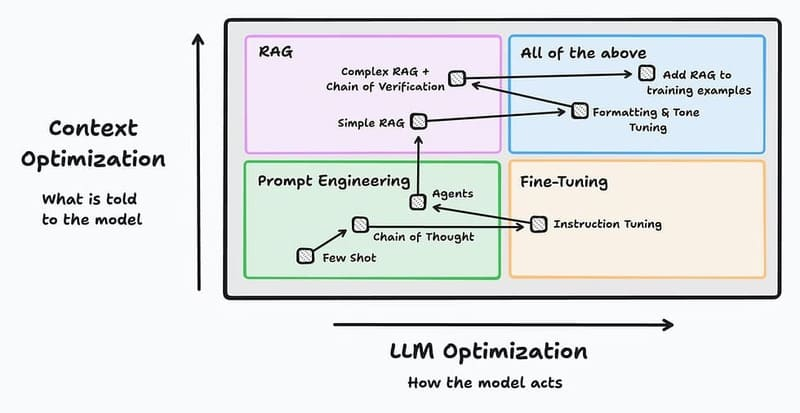 RAG
All of the above
Complex RAG +
Chain of Verification
Add RAG to
training examples
Simple RAG
Formatting & Tone
Tuning
Context
Optimization
What is told
to the model
Prompt Engineering
Agents
Chain of Thought
Few Shot
Fine-Tuning
Instruction Tuning
LLM Optimization
How the model acts